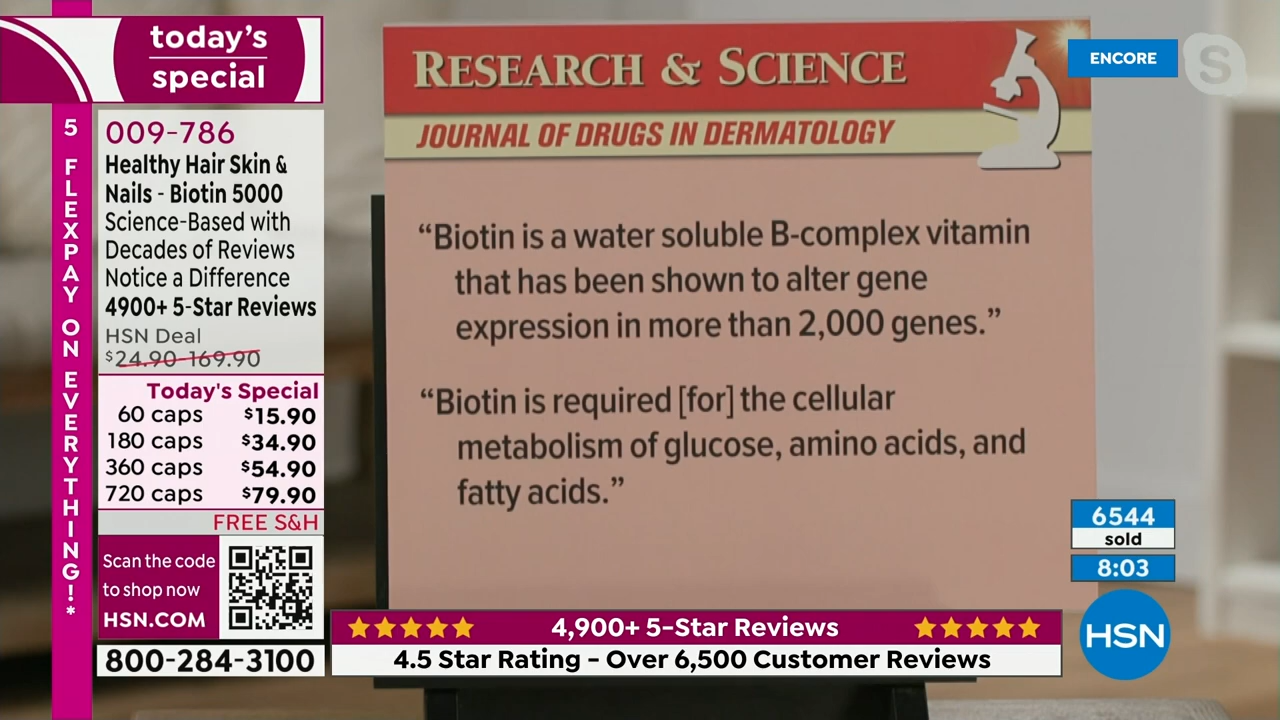 today's
special
5 FLEXPAY ON EVERYTHING!*
009-786
Healthy Hair Skin &
Nails - Biotin 5000
Science-Based with
Decades of Reviews
Notice a Difference
4900+ 5-Star Reviews
HSN Deal
$24.90-169.90
Today's Special
60 caps $15.90
180 caps $34.90
360 caps $54.90
720 caps $79.90
FREE S&H
Scan the code
to shop now
HSN.COM
800-284-3100
RESEARCH & SCIENCE
JOURNAL OF DRUGS IN DERMATOLOGY
“Biotin is a water soluble B-complex vitamin
that has been shown to alter gene
expression in more than 2,000 genes.”
“Biotin is required [for] the cellular
metabolism of glucose, amino acids, and
fatty acids.”
ENCORE
S
6544
sold
8:03
HSN
4,900+ 5-Star Reviews
4.5 Star Rating - Over 6,500 Customer Reviews